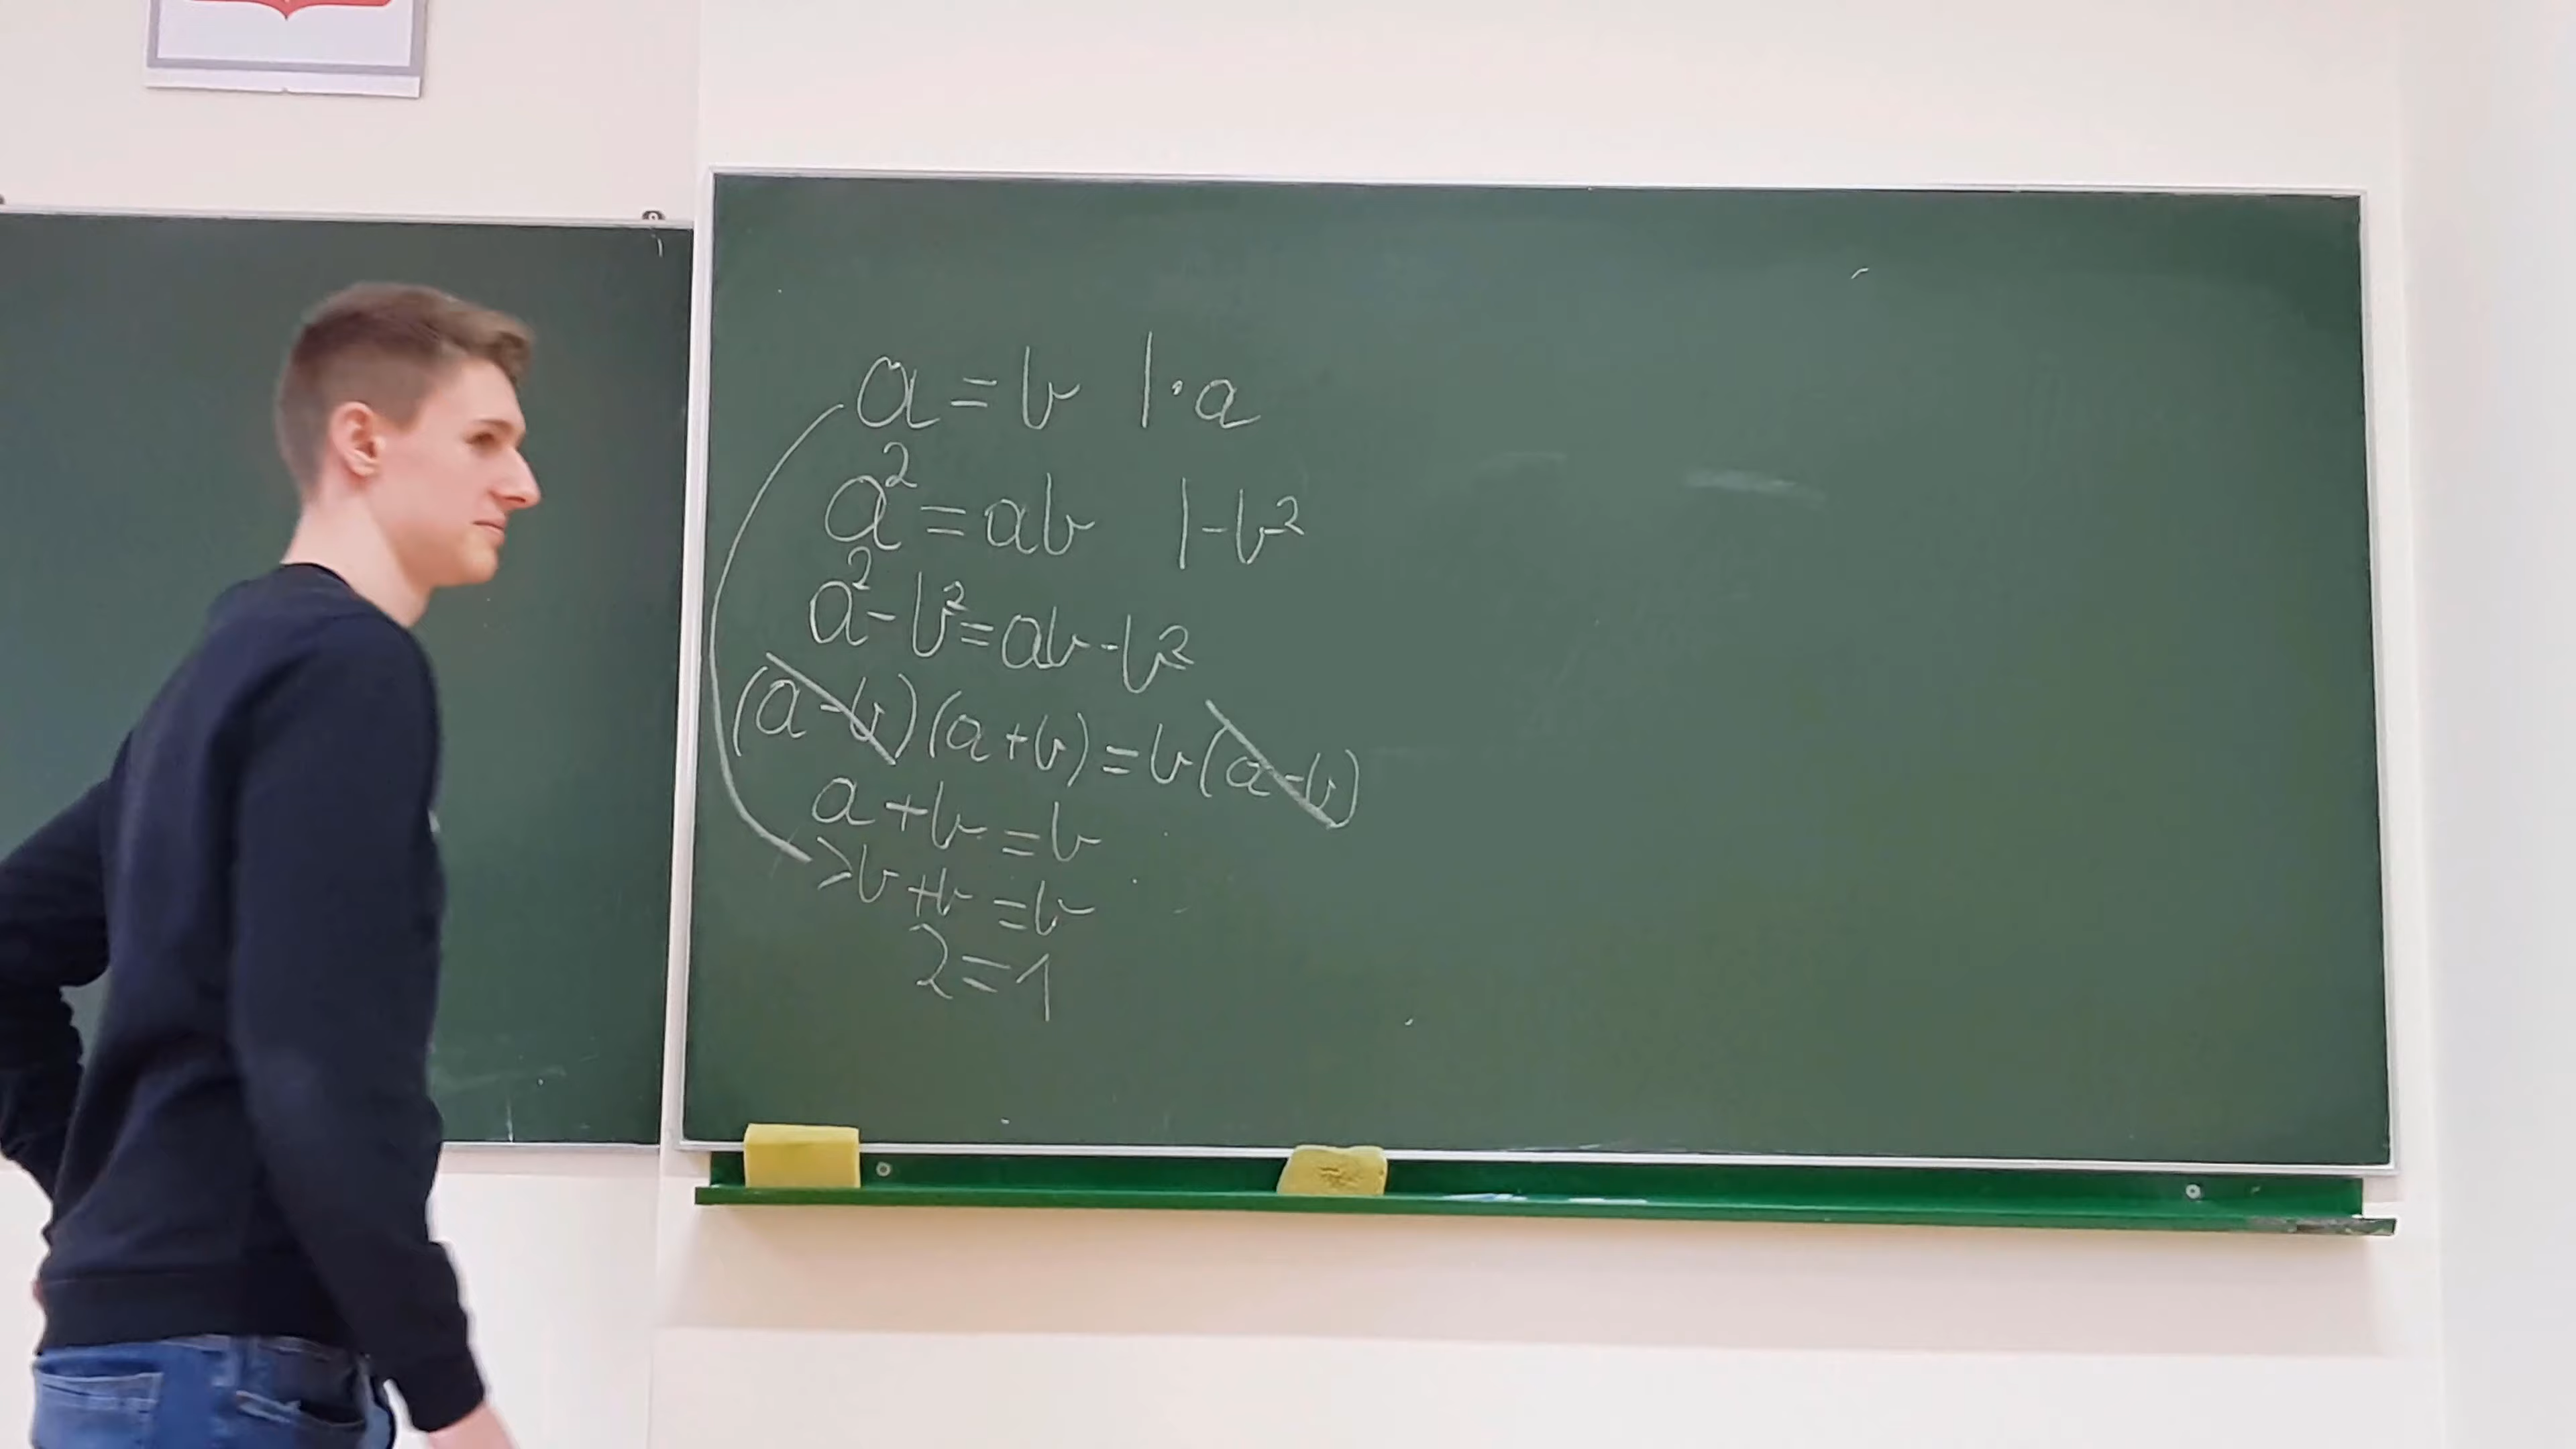 a = b |·a
a² = ab |-b²
a²-b²=ab-b²
(a-b)(a+b)=b(a-b)
a+b=b
b+b=b
2=1